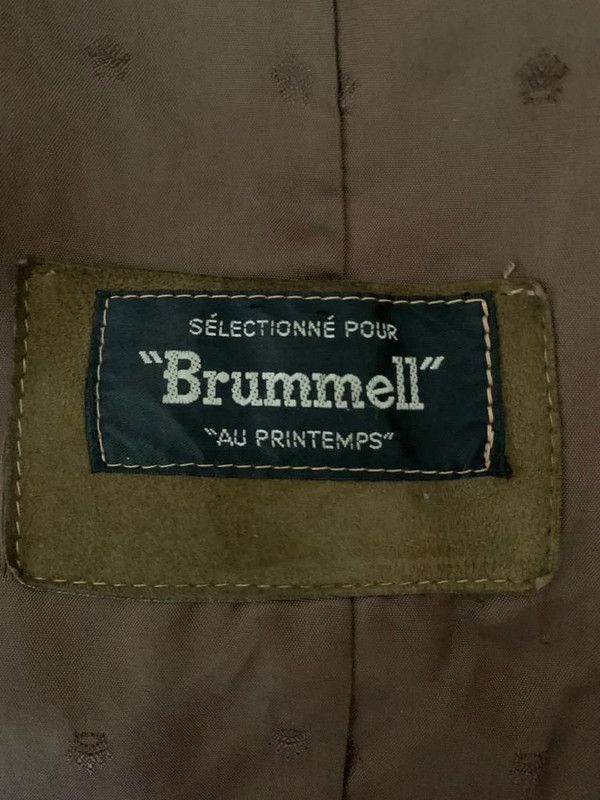 SÉLECTIONNÉ POUR
"Brummell"
"AU PRINTEMPS"